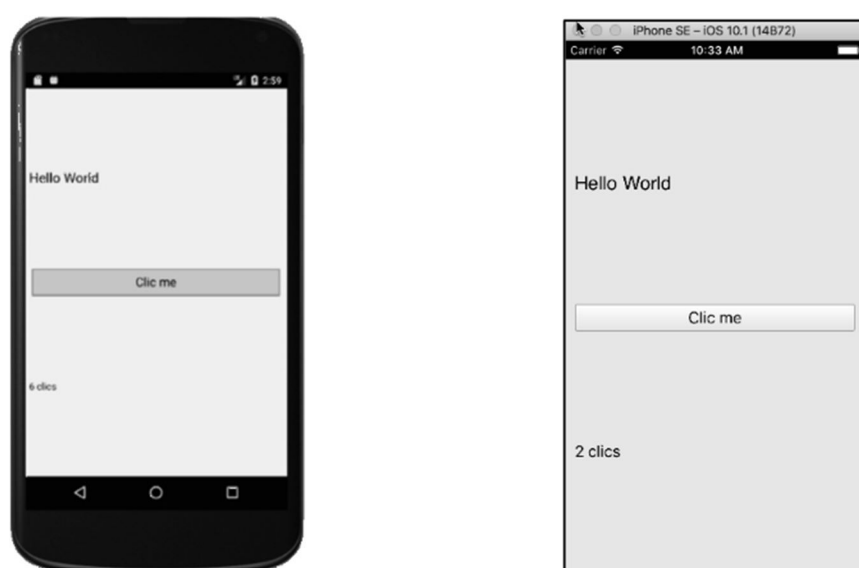 2:59
Hello World
Clic me
6 clics
iPhone SE – iOS 10.1 (14B72)
Carrier 10:33 AM
Hello World
Clic me
2 clics